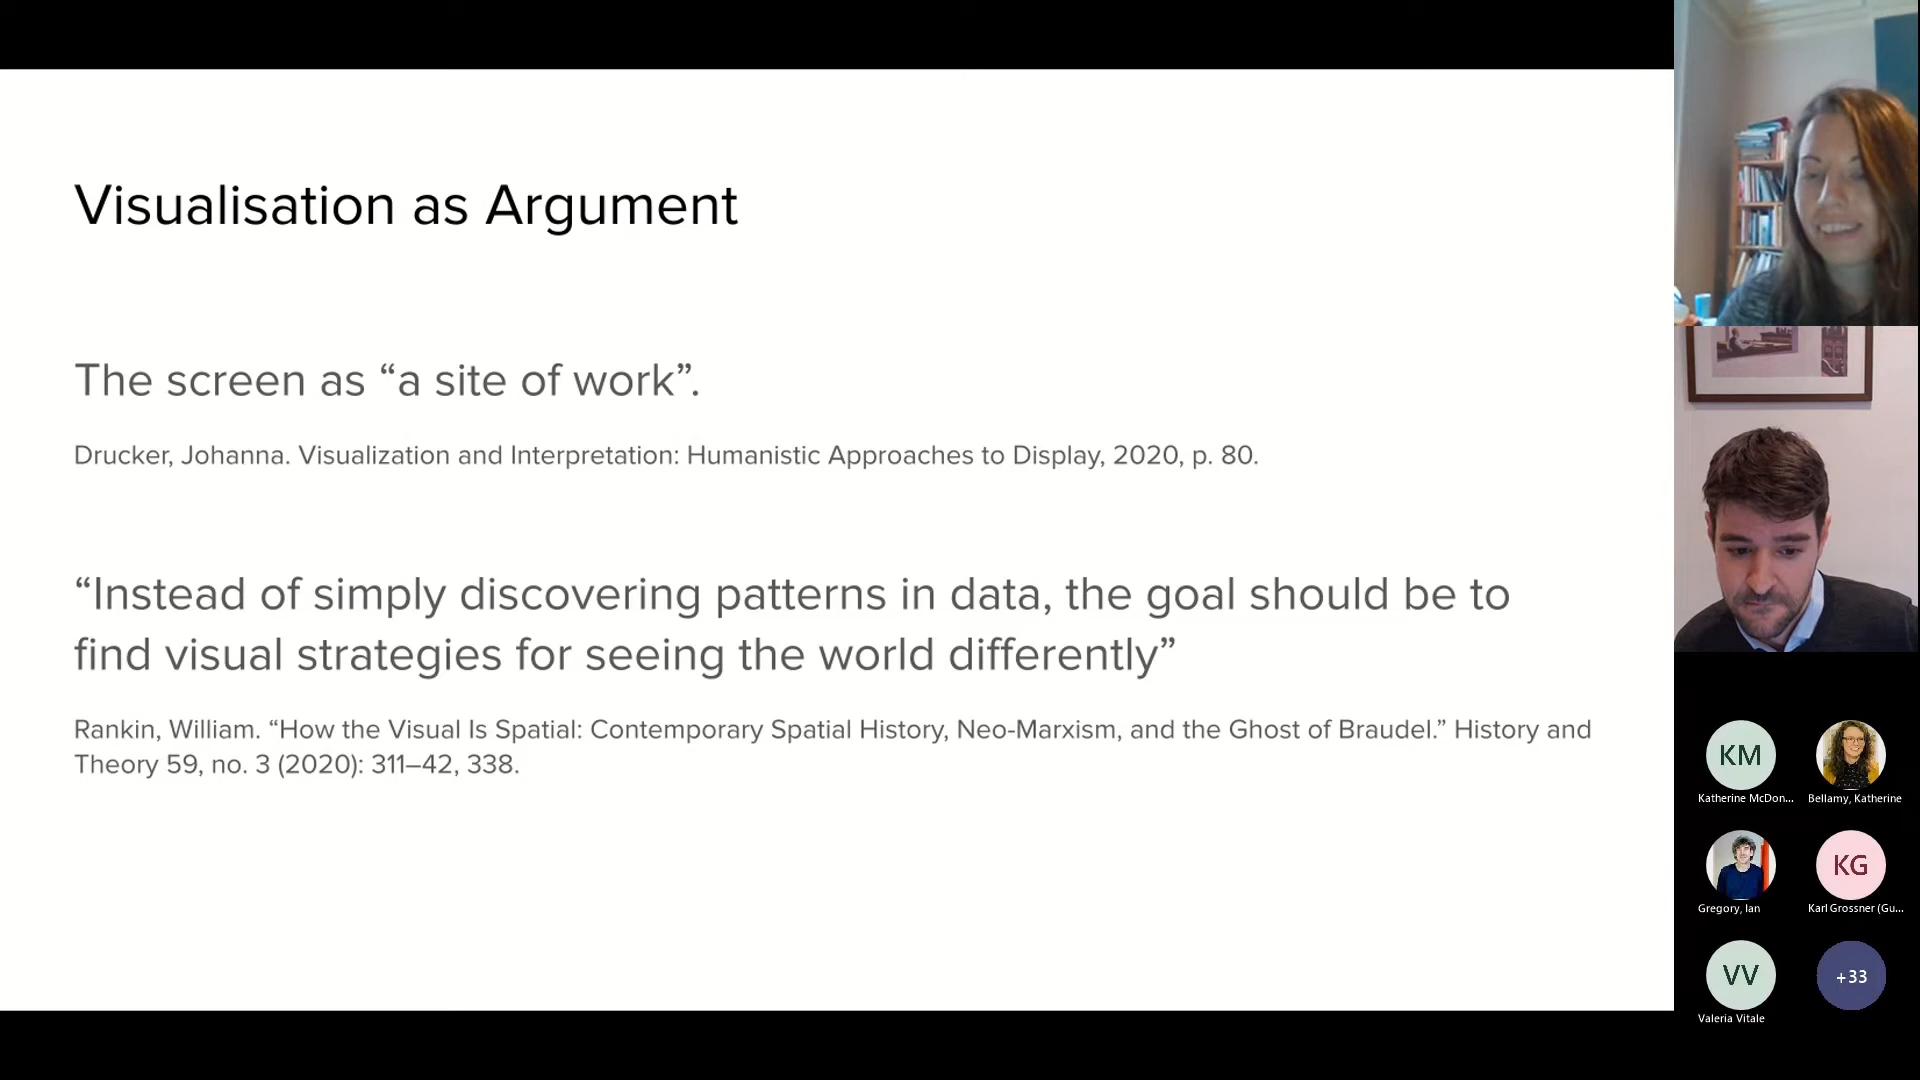 Visualisation as Argument
The screen as “a site of work”.
Drucker, Johanna. Visualization and Interpretation: Humanistic Approaches to Display, 2020, p. 80.
“Instead of simply discovering patterns in data, the goal should be to
find visual strategies for seeing the world differently”
Rankin, William. “How the Visual Is Spatial: Contemporary Spatial History, Neo-Marxism, and the Ghost of Braudel.” History and
Theory 59, no. 3 (2020): 311–42, 338.
KM
Katherine McDon...
Bellamy, Katherine
Gregory, Ian
KG
Karl Grossner (Gu...
VV
Valeria Vitale
+33